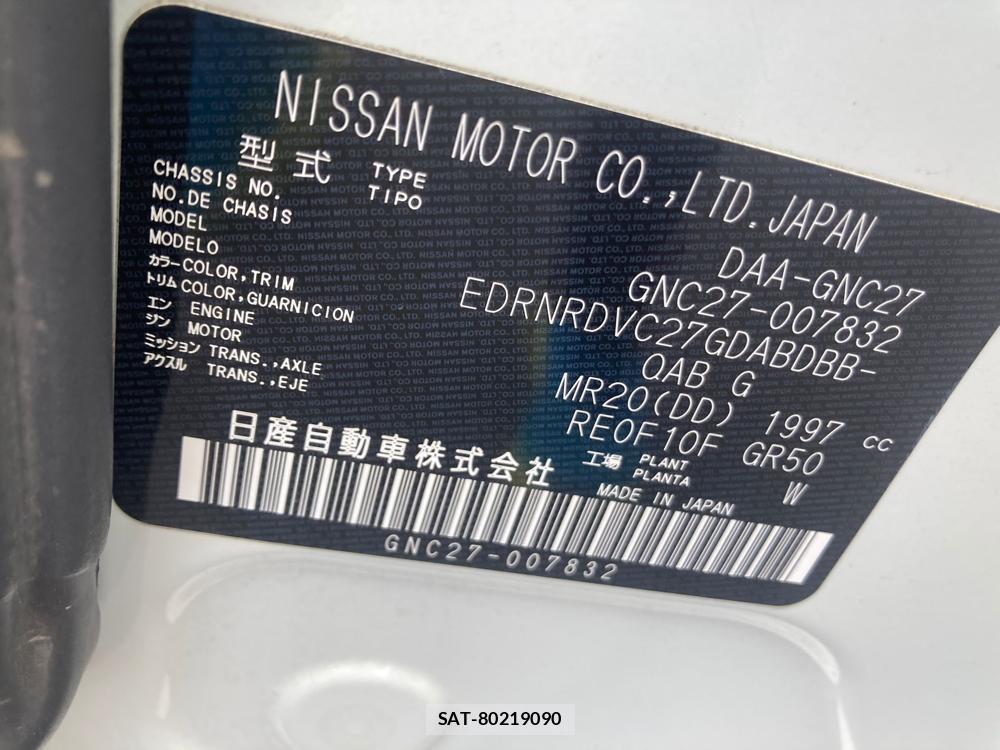 NISSAN MOTOR CO.,LTD.JAPAN
型式 TYPE
TIPO
DAA-GNC27
CHASSIS NO.
NO.DE CHASIS
GNC27-007832
MODEL
MODELO
EDRNRDVC27GDABDBB-
カラー COLOR,TRIM
トリム COLOR,GUARNICION
QAB G
エン ENGINE
ジン MOTOR
MR20(DD) 1997 cc
ミッション TRANS.,AXLE
アクスル TRANS.,EJE
RE0F10F GR50
日産自動車株式会社
工場 PLANT
PLANTA
W
MADE IN JAPAN
GNC27-007832
SAT-80219090